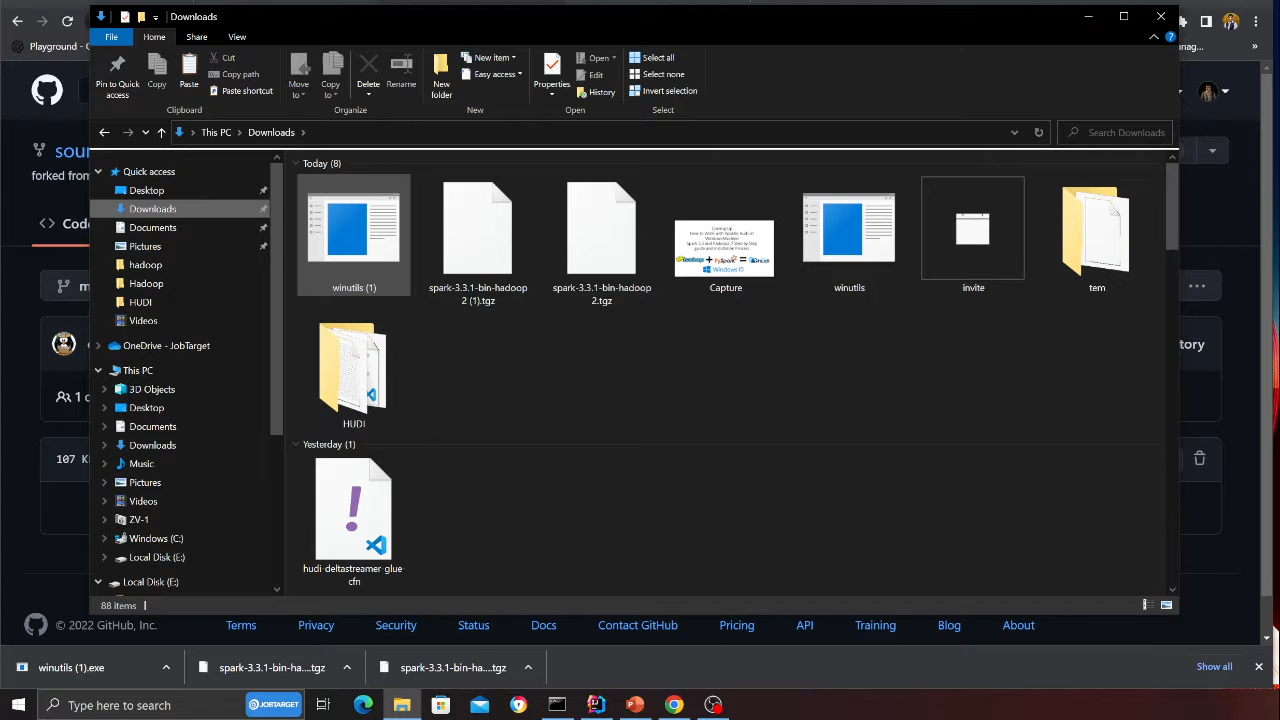 Downloads
File
Home
Share
View
Pin to Quick access
Copy
Paste
Cut
Copy path
Paste shortcut
Clipboard
Move to
Copy to
Delete
Rename
Organize
New folder
New item
Easy access
New
Properties
Open
Edit
History
Open
Select all
Select none
Invert selection
Select
This PC
Downloads
Search Downloads
Quick access
Desktop
Downloads
Documents
Pictures
hadoop
Hadoop
HUDI
Videos
OneDrive - JobTarget
This PC
3D Objects
Desktop
Documents
Downloads
Music
Pictures
Videos
ZV-1
Windows (C:)
Local Disk (E:)
Local Disk (E:)
Today (8)
winutils (1)
spark-3.3.1-bin-hadoop
2 (1).tgz
spark-3.3.1-bin-hadoop
2.tgz
Capture
winutils
invite
tem
HUDI
Yesterday (1)
hudi-deltastreamer-glue
cfn
88 items
Playground -
forked from
Code
107
© 2022 GitHub, Inc.
Terms
Privacy
Security
Status
Docs
Contact GitHub
Pricing
API
Training
Blog
About
winutils (1).exe
spark-3.3.1-bin-ha....tgz
spark-3.3.1-bin-ha....tgz
Show all
Type here to search
JOBTARGET